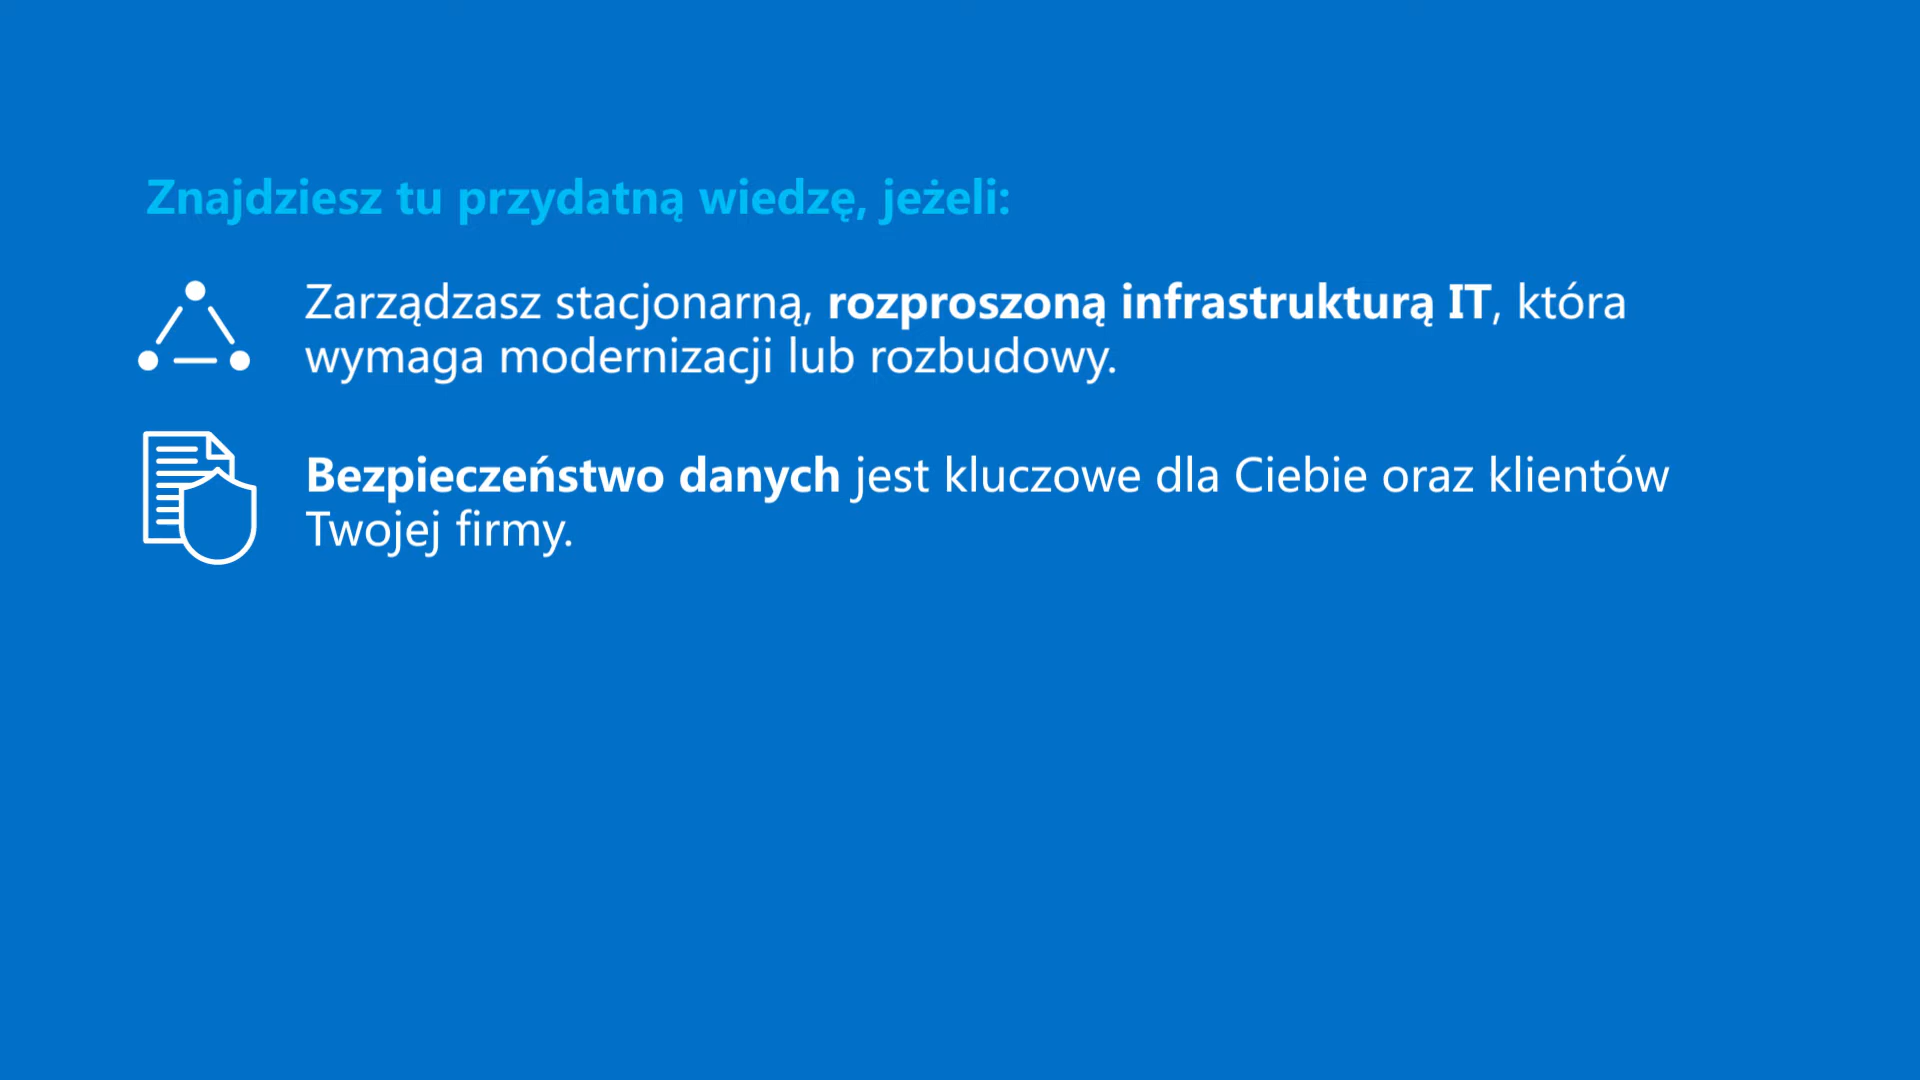 Znajdziesz tu przydatną wiedzę, jeżeli:
Zarządzasz stacjonarną, rozproszoną infrastrukturą IT, która
wymaga modernizacji lub rozbudowy.
Bezpieczeństwo danych jest kluczowe dla Ciebie oraz klientów
Twojej firmy.